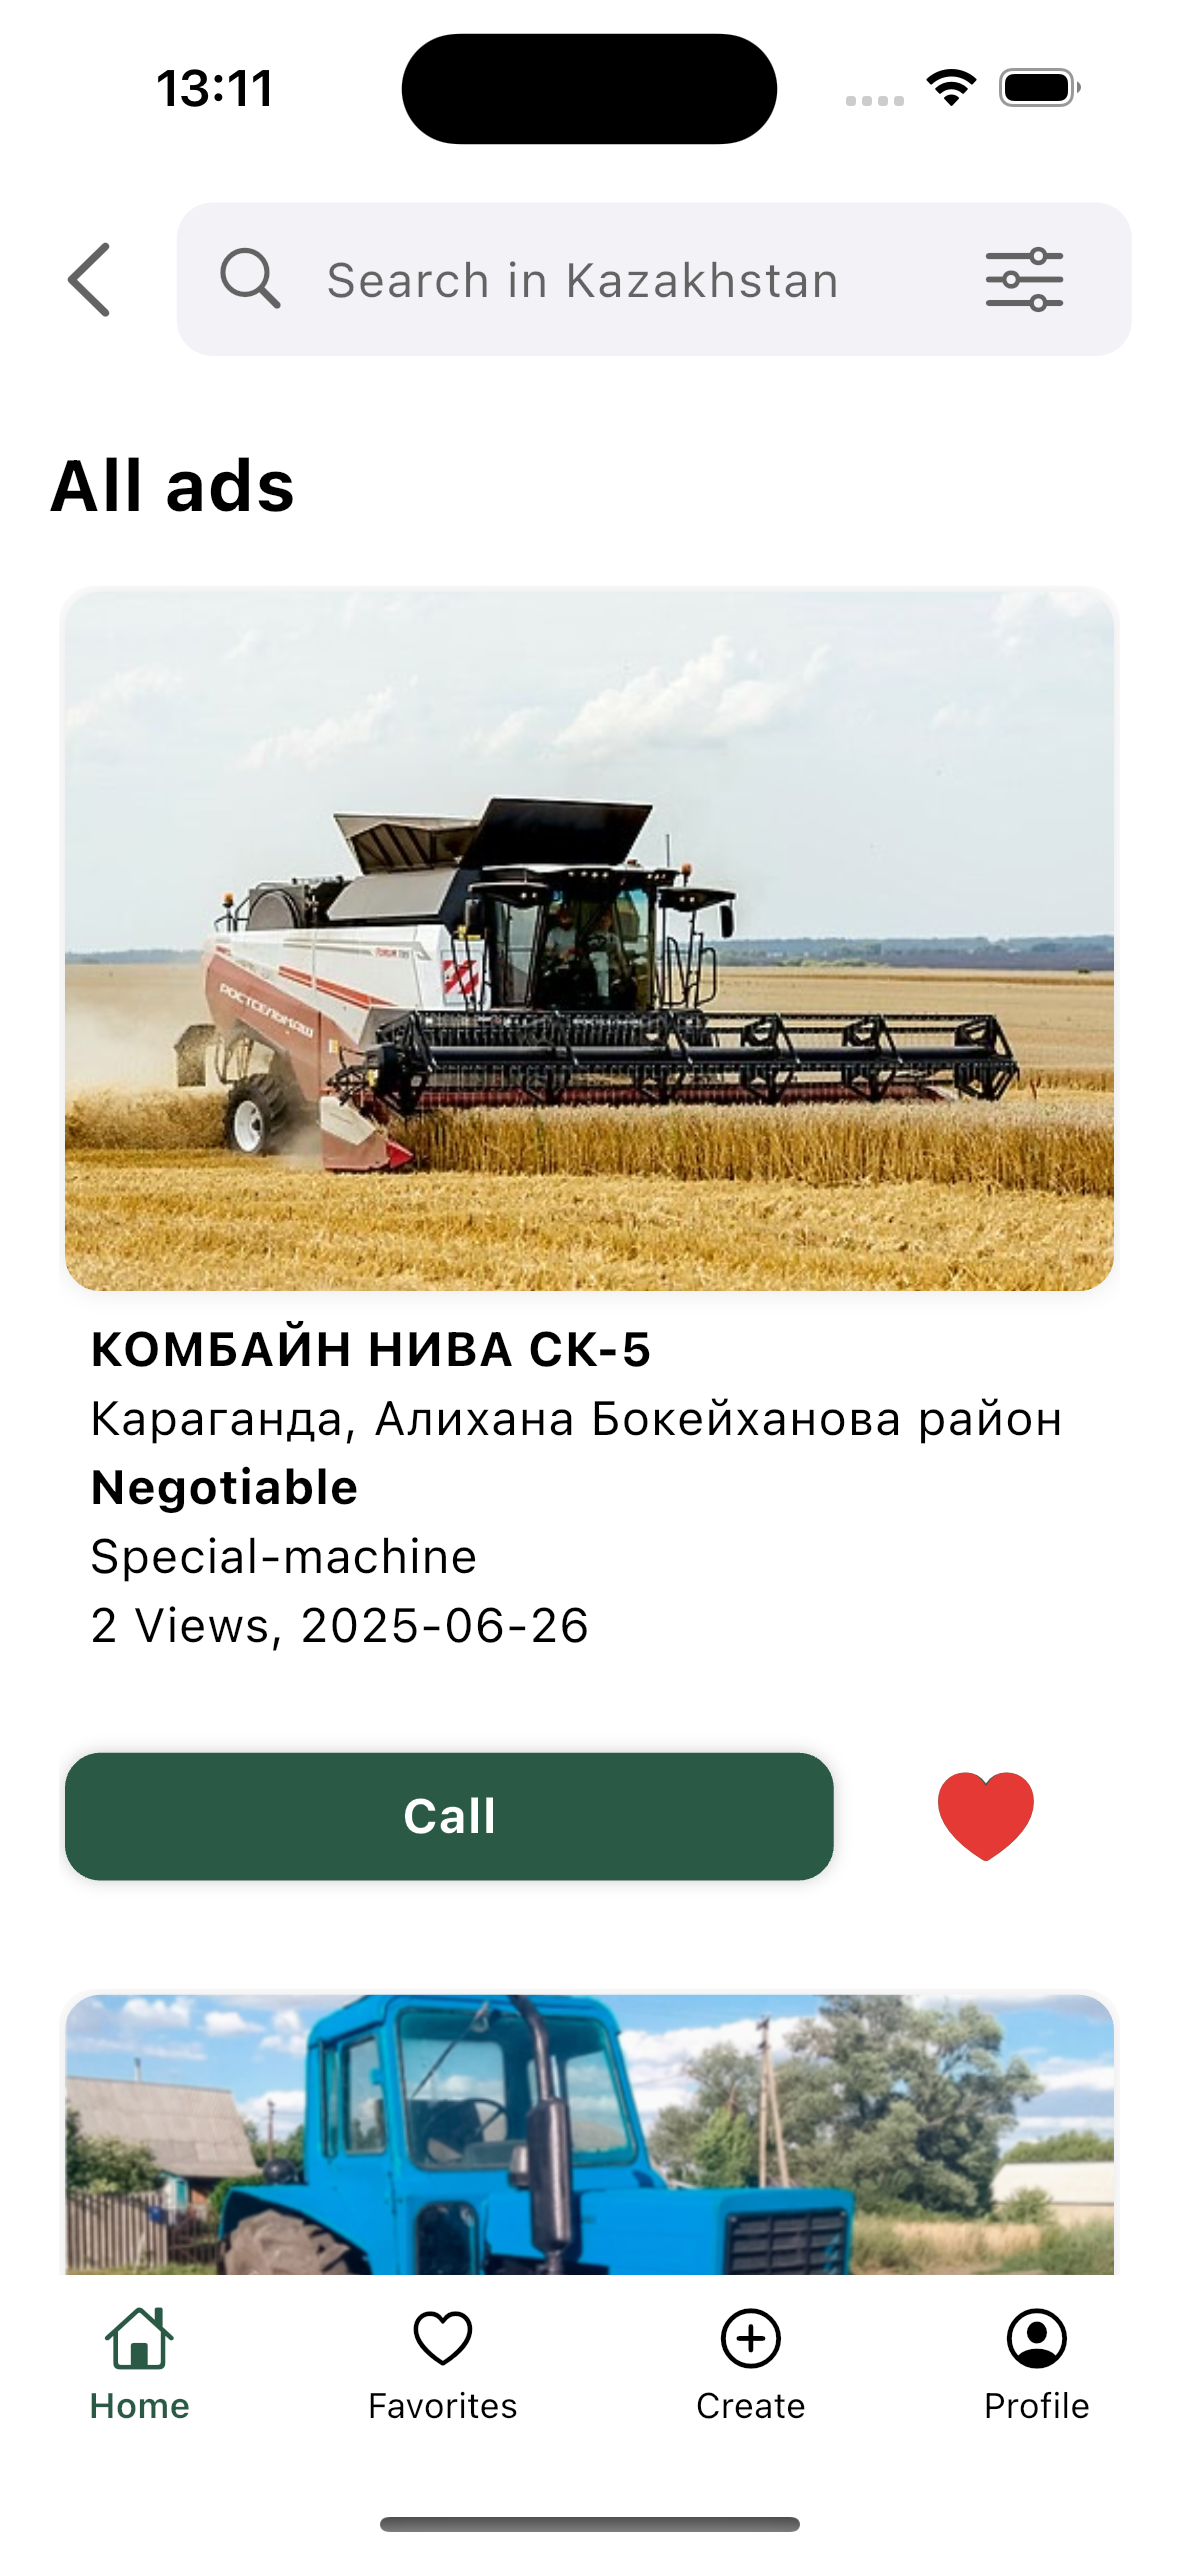 13:11
Search in Kazakhstan
All ads
РОСТСЕЛЬМАШ
КОМБАЙН НИВА СК-5
Караганда, Алихана Бокейханова район
Negotiable
Special-machine
2 Views, 2025-06-26
Call
Home
Favorites
Create
Profile